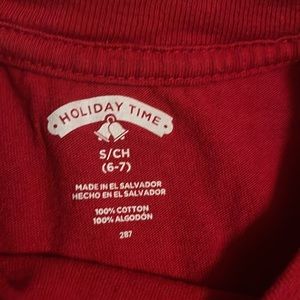 HOLIDAY TIME
S/CH
(6-7)
MADE IN EL SALVADOR
HECHO EN EL SALVADOR
100% COTTON
100% ALGODÓN
287